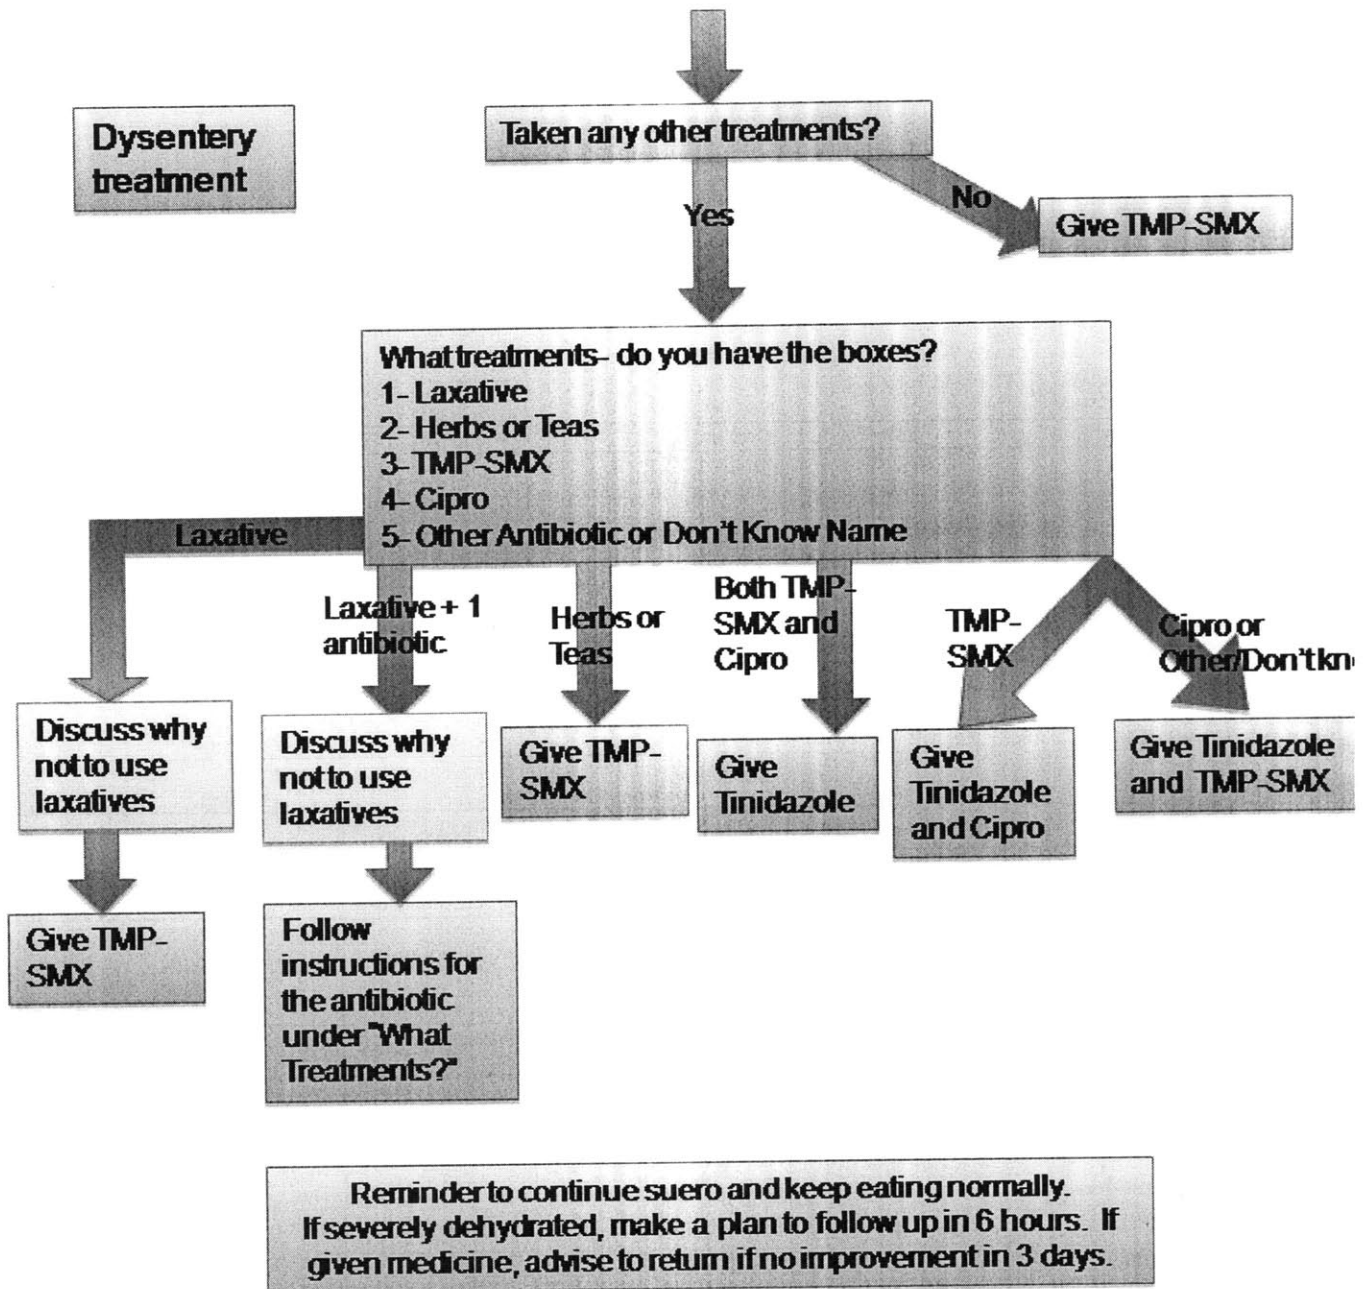 Dysentery
treatment
Taken any other treatments?
Yes
No
Give TMP-SMX
What treatments- do you have the boxes?
1- Laxative
2- Herbs or Teas
3- TMP-SMX
4- Cipro
5- Other Antibiotic or Don't Know Name
Laxative
Laxative + 1
antibiotic
Herbs or
Teas
Both TMP-
SMX and
Cipro
TMP-
SMX
Cipro or
Other/Don't kn
Discuss why
not to use
laxatives
Discuss why
not to use
laxatives
Give TMP-
SMX
Give
Tinidazole
Give
Tinidazole
and Cipro
Give Tinidazole
and TMP-SMX
Give TMP-
SMX
Follow
instructions for
the antibiotic
under "What
Treatments?"
Reminder to continue suero and keep eating normally.
If severely dehydrated, make a plan to follow up in 6 hours. If
given medicine, advise to return if no improvement in 3 days.